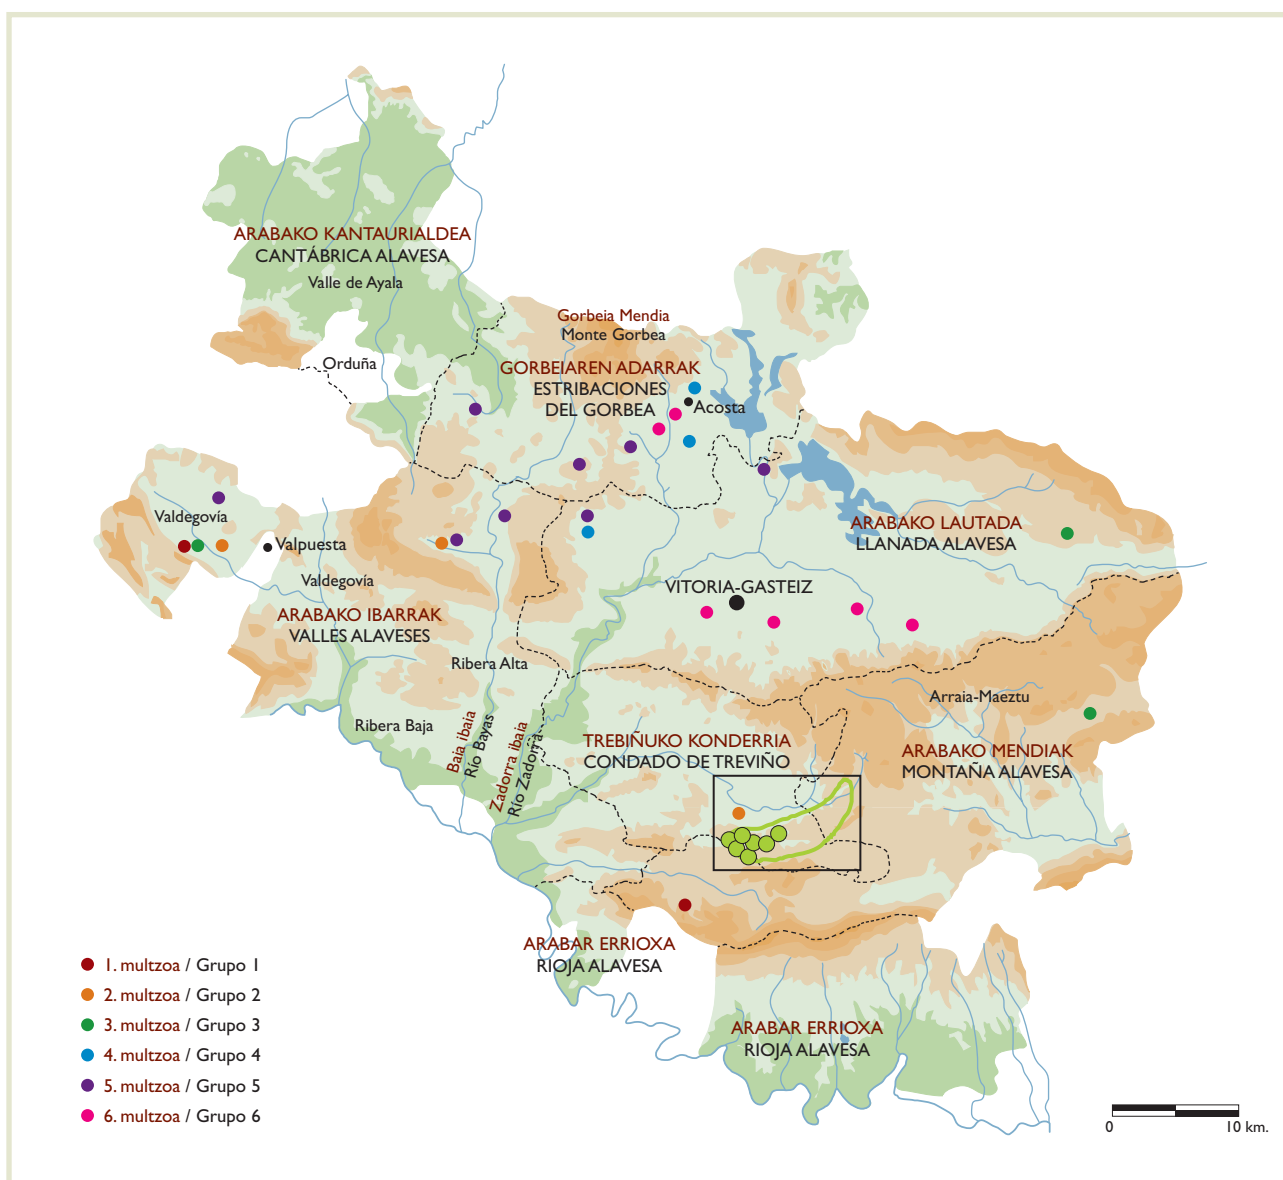 ARABAKO KANTAURIALDEA
CANTÁBRICA ALAVESA
Valle de Ayala
Gorbeia Mendia
Monte Gorbea
Orduña
GORBEIAREN ADARRAK
ESTRIBACIONES
DEL GORBEA
Acosta
Valdegovía
Valpuesta
Valdegovía
ARABAKO LAUTADA
LLANADA ALAVESA
VITORIA-GASTEIZ
ARABAKO IBARRAK
VALLES ALAVESES
Ribera Alta
Arraia-Maeztu
Ribera Baja
Baia ibaia
Río Bayas
Zadorra ibaia
Río Zadorra
TREBIÑUKO KONDERRIA
CONDADO DE TREVIÑO
ARABAKO MENDIAK
MONTAÑA ALAVESA
ARABAR ERRIOXA
RIOJA ALAVESA
ARABAR ERRIOXA
RIOJA ALAVESA
1. multzoa / Grupo 1
2. multzoa / Grupo 2
3. multzoa / Grupo 3
4. multzoa / Grupo 4
5. multzoa / Grupo 5
6. multzoa / Grupo 6
0 10 km.